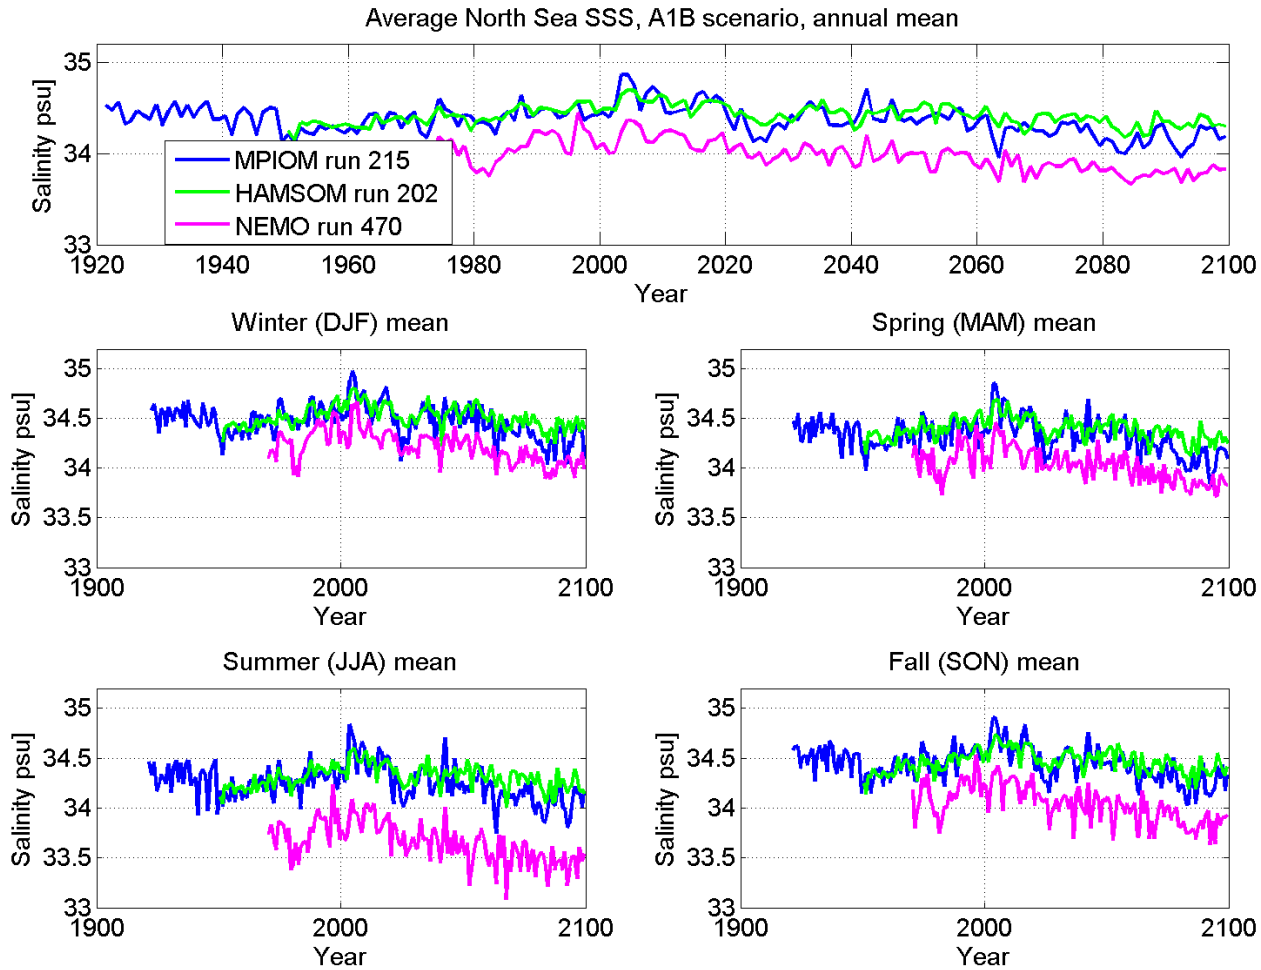 Average North Sea SSS, A1B scenario, annual mean
35
34
33
Salinity psu]
MPIOM run 215
HAMSOM run 202
NEMO run 470
1920 1940 1960 1980 2000 2020 2040 2060 2080 2100
Year
Winter (DJF) mean
35
34.5
34
33.5
33
Salinity psu]
1900 2000 2100
Year
Spring (MAM) mean
35
34.5
34
33.5
33
Salinity psu]
1900 2000 2100
Year
Summer (JJA) mean
35
34.5
34
33.5
33
Salinity psu]
1900 2000 2100
Year
Fall (SON) mean
35
34.5
34
33.5
33
Salinity psu]
1900 2000 2100
Year